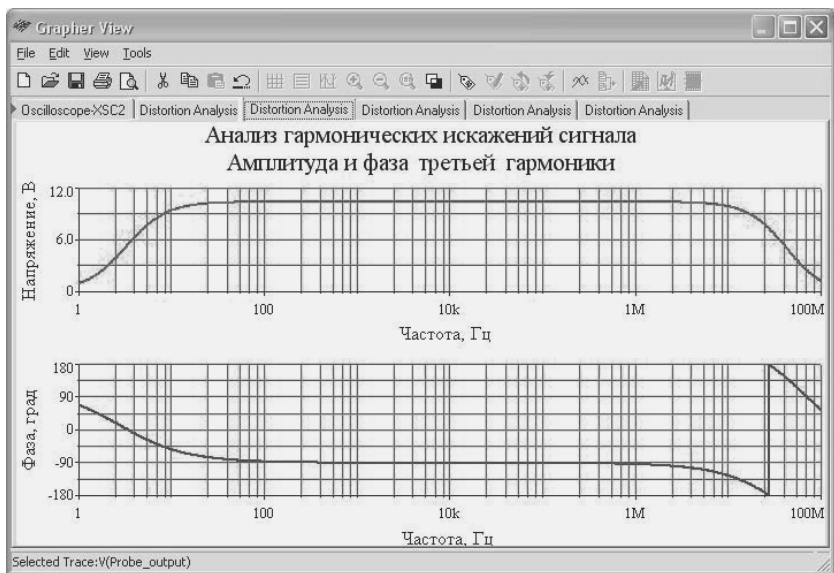 Grapher View
File Edit View Tools
Oscilloscope-XSC2 Distortion Analysis Distortion Analysis Distortion Analysis Distortion Analysis Distortion Analysis
Анализ гармонических искажений сигнала
Амплитуда и фаза третьей гармоники
Напряжение, В
12.0
6.0
0
1 100 10k 1M 100M
Частота, Гц
Фаза, град
180
90
0
-90
-180
1 100 10k 1M 100M
Частота, Гц
Selected Trace:V(Probe_output)